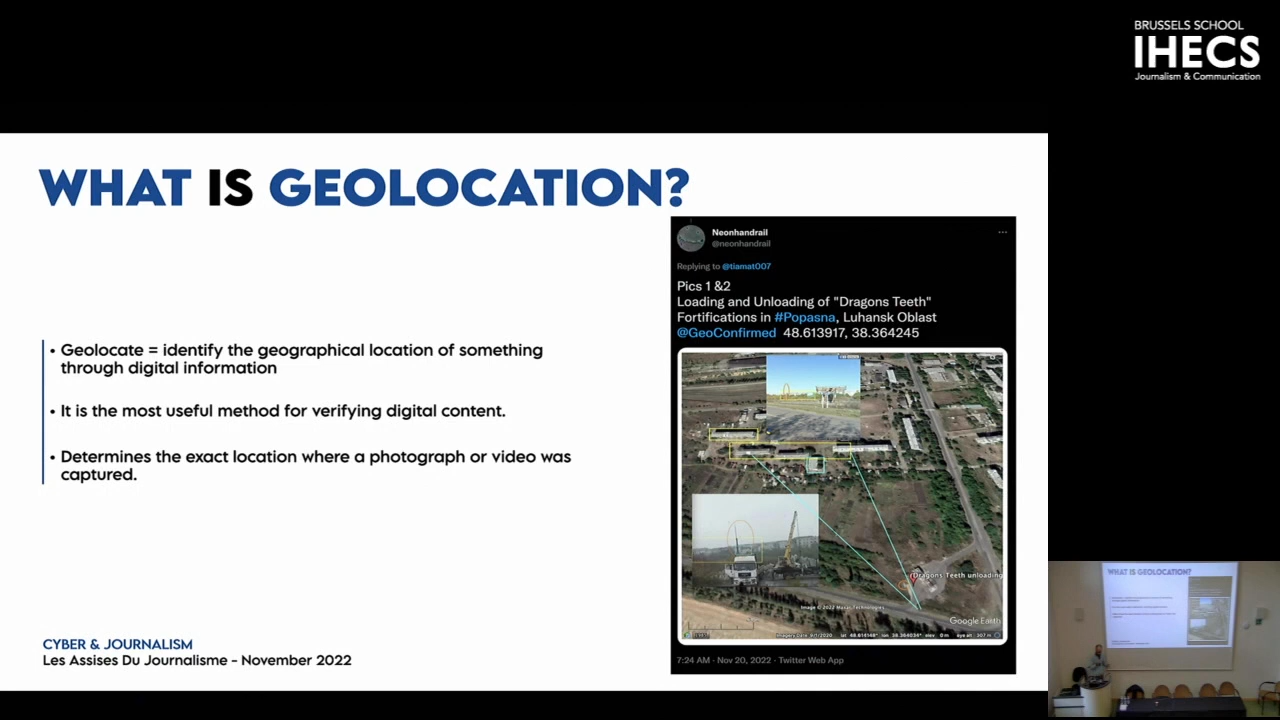 BRUSSELS SCHOOL
IHECS
Journalism & Communication
WHAT IS GEOLOCATION?
• Geolocate = identify the geographical location of something
through digital information
• It is the most useful method for verifying digital content.
• Determines the exact location where a photograph or video was
captured.
CYBER & JOURNALISM
Les Assises Du Journalisme - November 2022
Neonhandrail
@neonhandrail
Replying to @tiamat007
Pics 1 &2
Loading and Unloading of "Dragons Teeth"
Fortifications in #Popasna, Luhansk Oblast
@GeoConfirmed 48.613917, 38.364245
(Dragons Teeth unloading
Image © 2022 Maxar Technologies
Google Earth
7:24 AM · Nov 20, 2022 · Twitter Web App
WHAT IS GEOLOCATION?